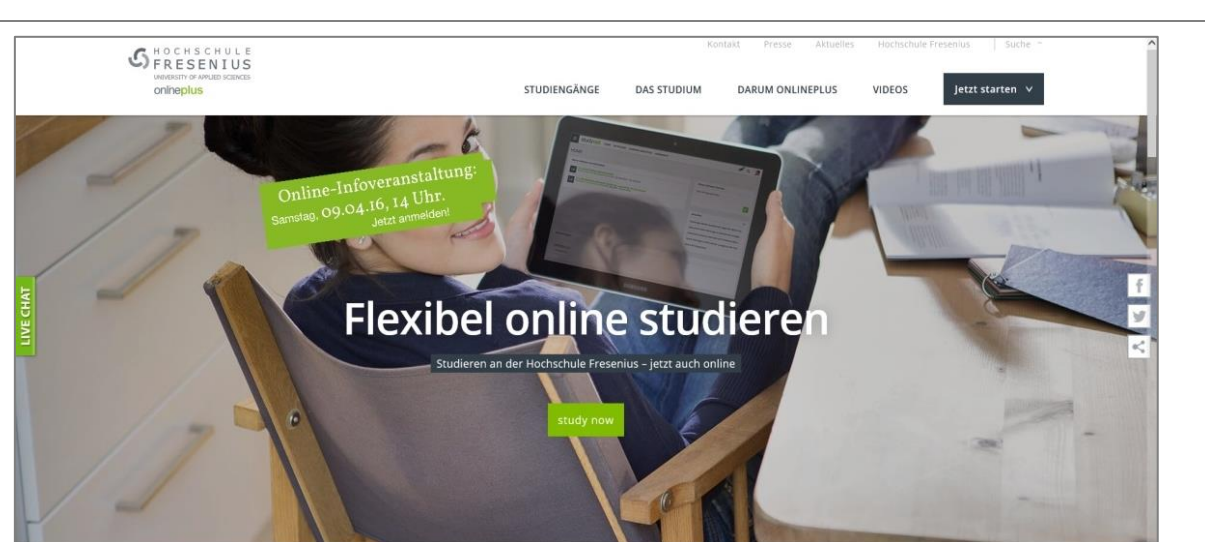 HOCHSCHULE
FRESENIUS
UNIVERSITY OF APPLIED SCIENCES
onlineplus
Kontakt Presse Aktuelles Hochschule Fresenius Suche
STUDIENGÄNGE DAS STUDIUM DARUM ONLINEPLUS VIDEOS Jetzt starten
Online-Infoveranstaltung:
Samstag, 09.04.16, 14 Uhr.
Jetzt anmelden!
LIVE CHAT
Flexibel online studieren
Studieren an der Hochschule Fresenius – jetzt auch online
study now